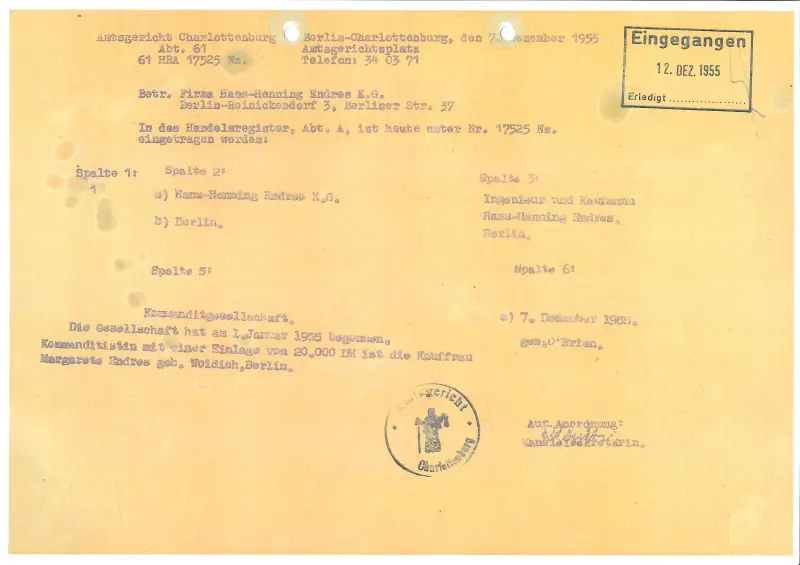 Amtsgericht Charlottenburg
Abt. 61
61 HRA 17525 Nz.
Berlin-Charlottenburg, den 7. Dezember 1955
Amtsgerichtsplatz
Telefon: 34 03 71
Eingegangen
12. DEZ. 1955
Erledigt
Betr. Firma Hans-Henning Endres K.G.
Berlin-Reinickendorf 3, Berliner Str. 37
In das Handelsregister, Abt. A, ist heute unter Nr. 17525 Nz.
eingetragen worden:
Spalte 1:
1
Spalte 2:
a) Hans-Henning Endres K.G.
b) Berlin.
Spalte 3:
Ingenieur und Kaufmann
Hans-Henning Endres,
Berlin.
Spalte 5:
Kommanditgesellschaft.
Die Gesellschaft hat am 1. Januar 1955 begonnen.
Kommanditistin mit einer Einlage von 20.000 DM ist die Kauffrau
Margarete Endres geb. Woidich, Berlin.
Spalte 6:
a) 7. Dezember 1955.
gez. O'Brien.
Amtsgericht
Charlottenburg
Auf Anordnung:
Kanzleisekretärin.